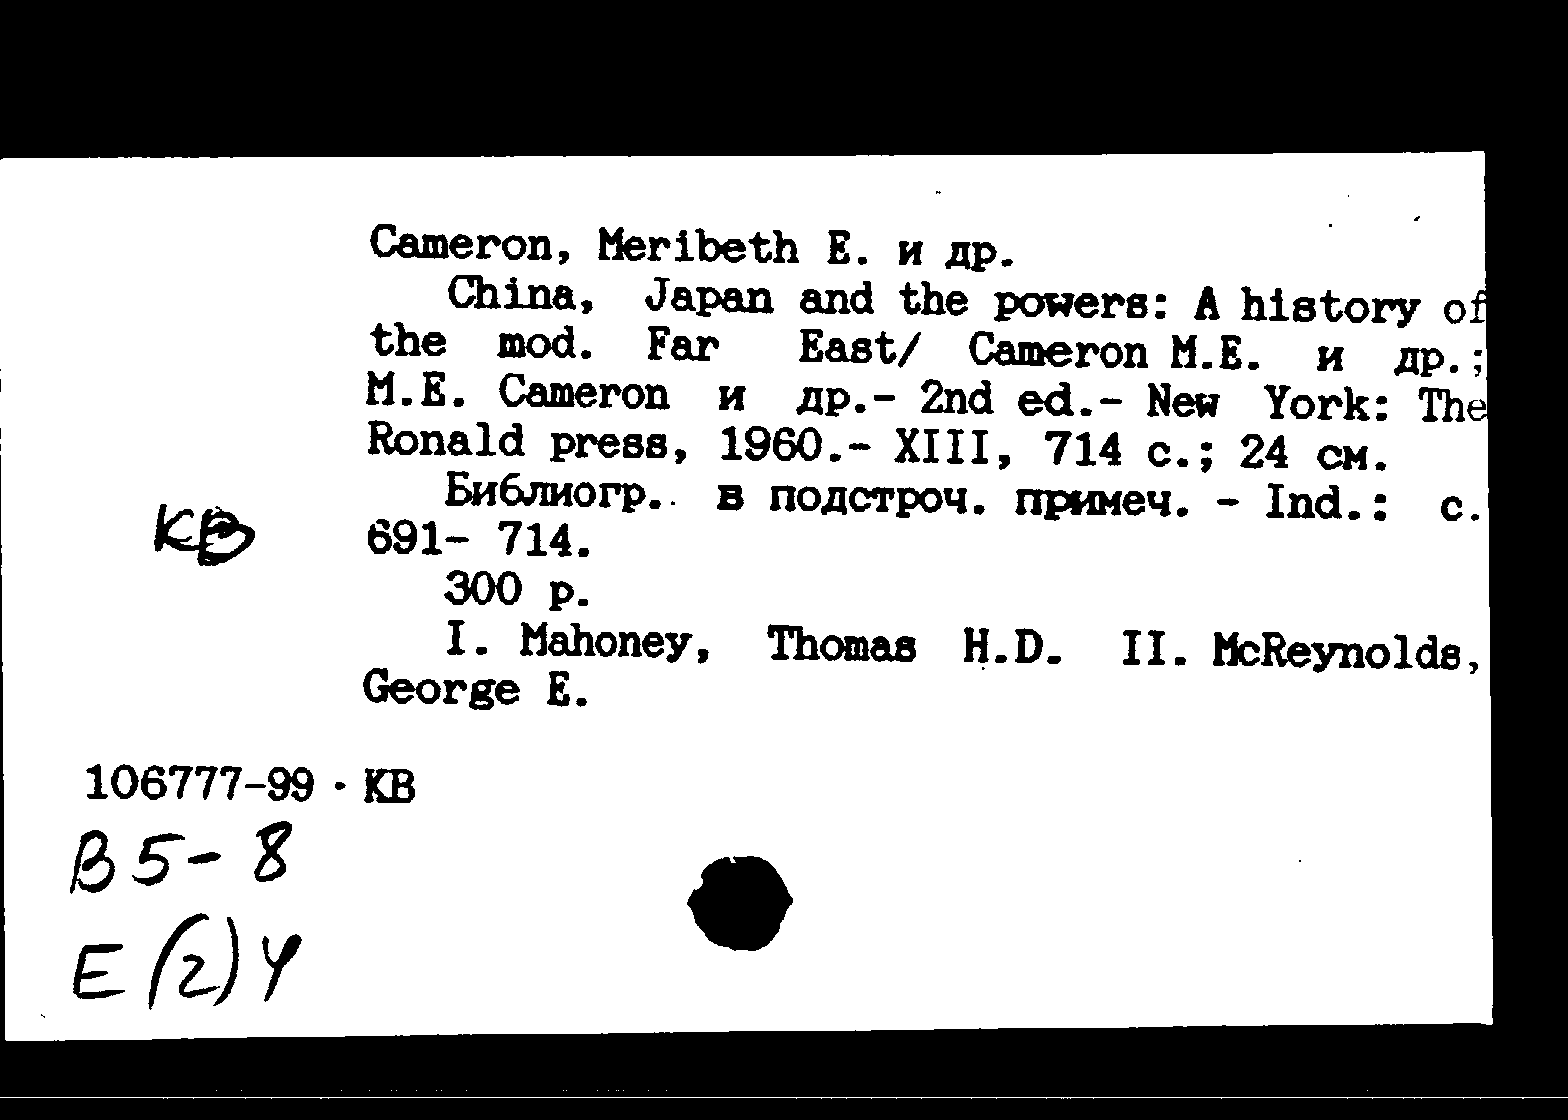 Cameron, Meribeth E. и др.
China, Japan and the powers: A history of
the mod. Far East/ Cameron M.E. и др.;
M.E. Cameron и др.- 2nd ed.- New York: The
Ronald press, 1960.- XIII, 714 с.; 24 см.
Библиогр.. в подстроч. примеч. - Ind.: с.
691- 714.
КВ
300 р.
I. Mahoney, Thomas H.D. II. McReynolds,
George E.
106777-99 · КВ
В 5- 8
Е (2) У